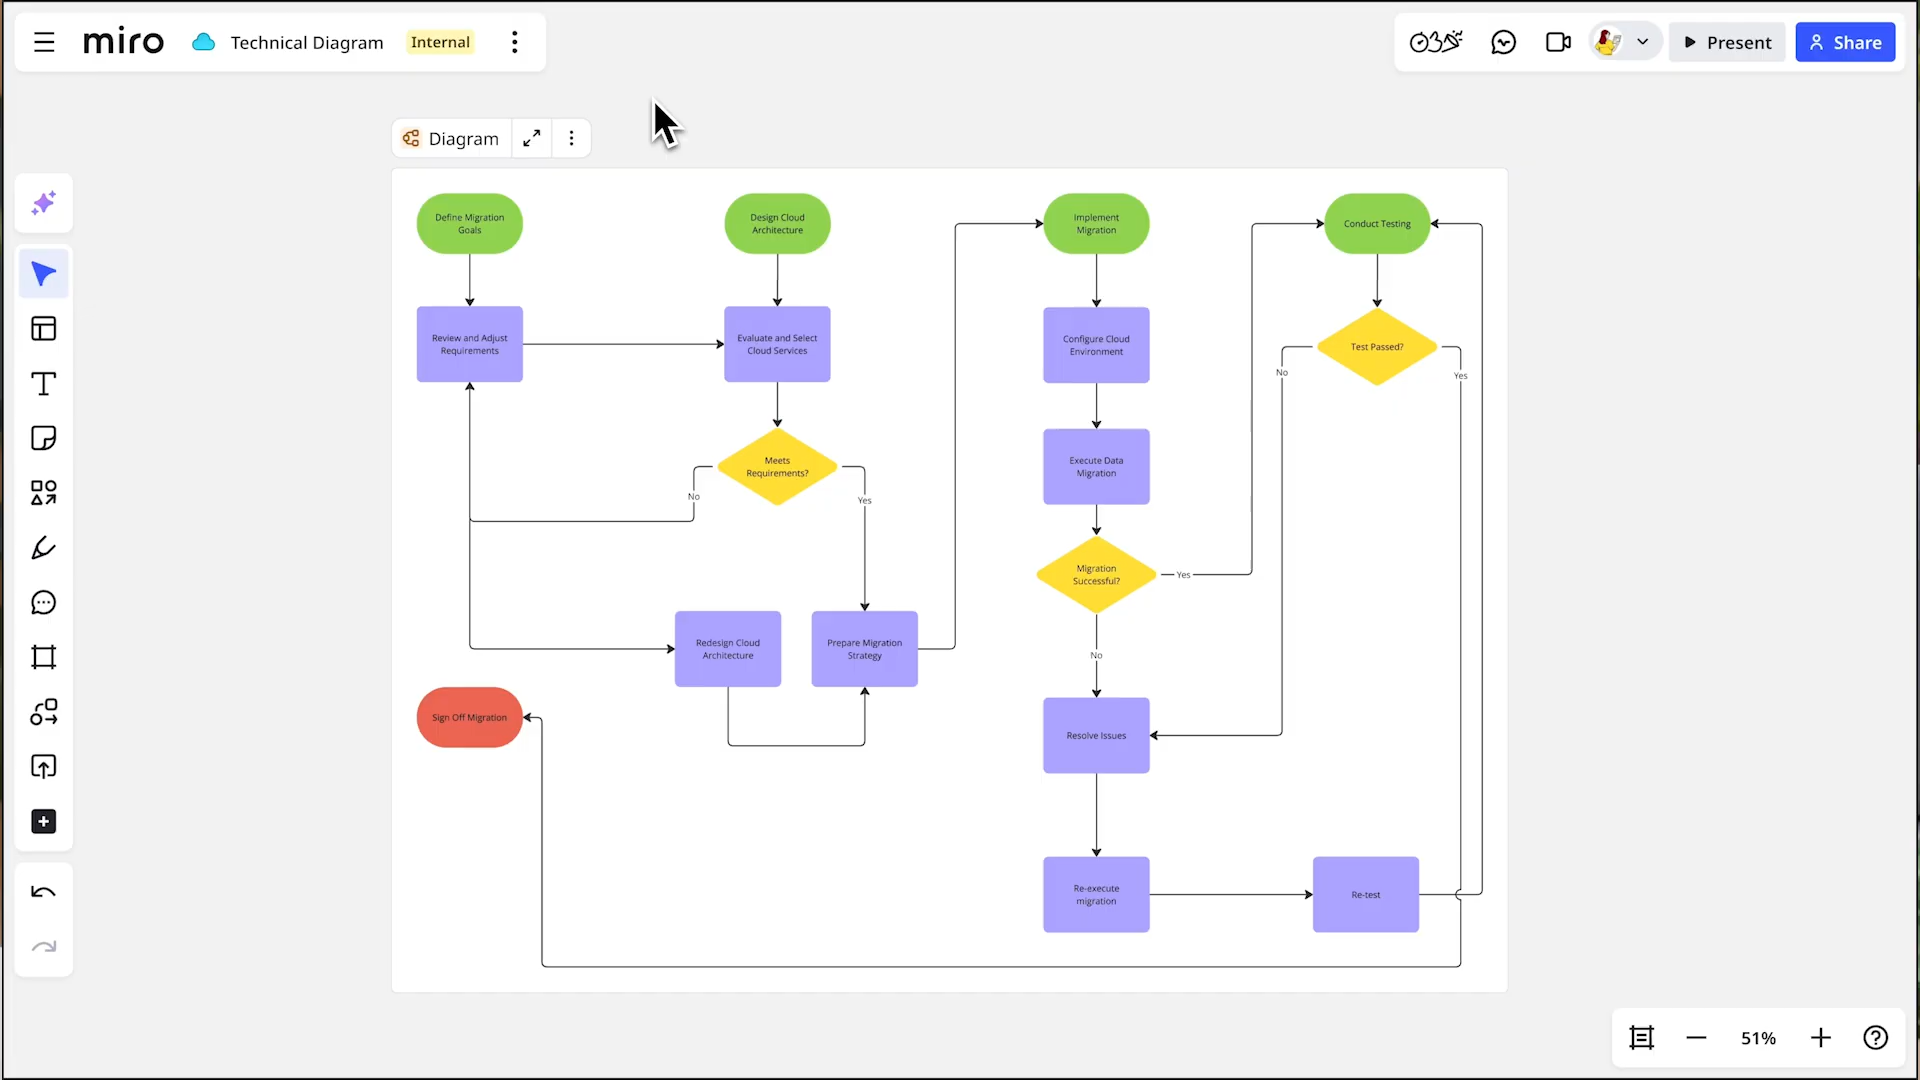 miro
Technical Diagram
Internal
Present
Share
Diagram
Define Migration
Goals
Design Cloud
Architecture
Implement
Migration
Conduct Testing
Review and Adjust
Requirements
Evaluate and Select
Cloud Services
Configure Cloud
Environment
Test Passed?
No
Yes
Meets
Requirements?
No
Yes
Execute Data
Migration
Migration
Successful?
Yes
No
Redesign Cloud
Architecture
Prepare Migration
Strategy
Sign Off Migration
Resolve Issues
Re-execute
migration
Re-test
51%